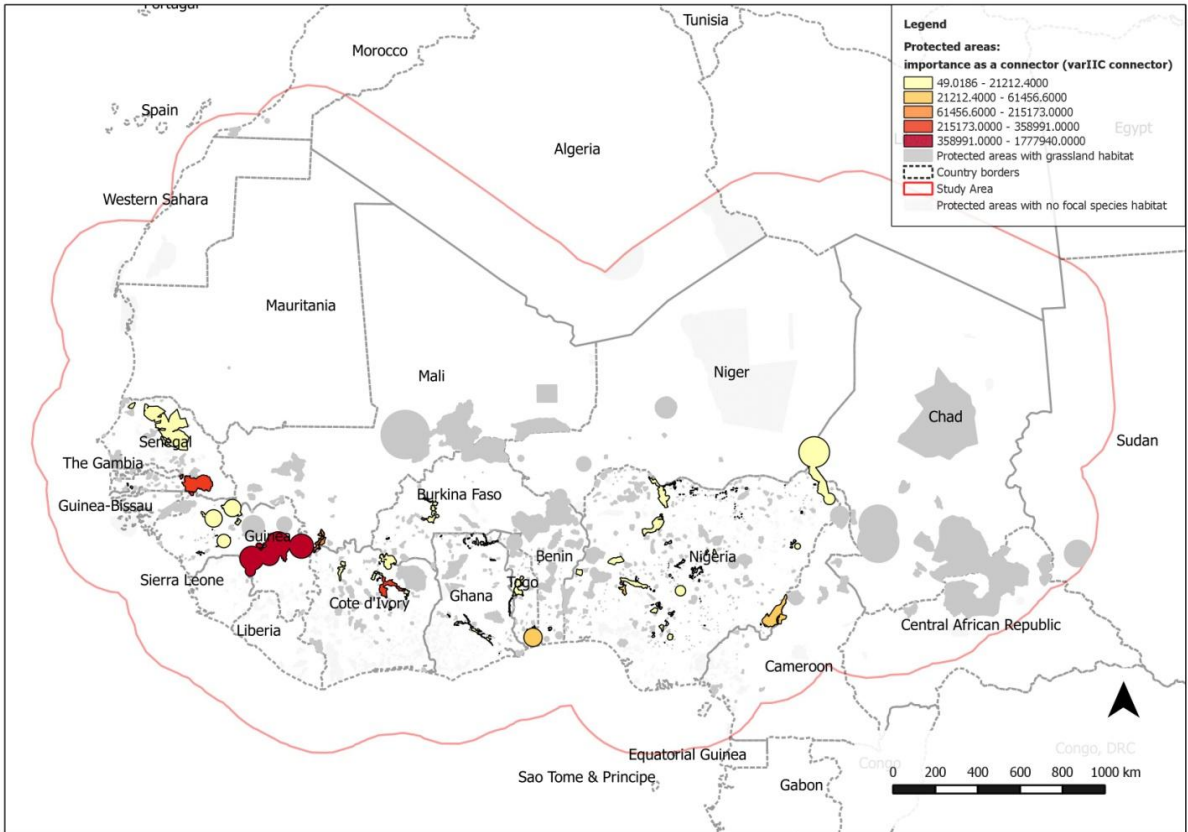 Portugal
Tunisia
Morocco
Spain
Algeria
Western Sahara
Egypt
Mauritania
Mali
Niger
Chad
Sudan
Senegal
The Gambia
Guinea-Bissau
Burkina Faso
Guinea
Benin
Nigeria
Sierra Leone
Togo
Ghana
Cote d'Ivory
Liberia
Central African Republic
Cameroon
Equatorial Guinea
Sao Tome & Principe
Gabon
Congo
Congo, DRC
Legend
Protected areas:
importance as a connector (varIIC connector)
49.0186 - 21212.4000
21212.4000 - 61456.6000
61456.6000 - 215173.0000
215173.0000 - 358991.0000
358991.0000 - 1777940.0000
Protected areas with grassland habitat
Country borders
Study Area
Protected areas with no focal species habitat
0 200 400 600 800 1000 km